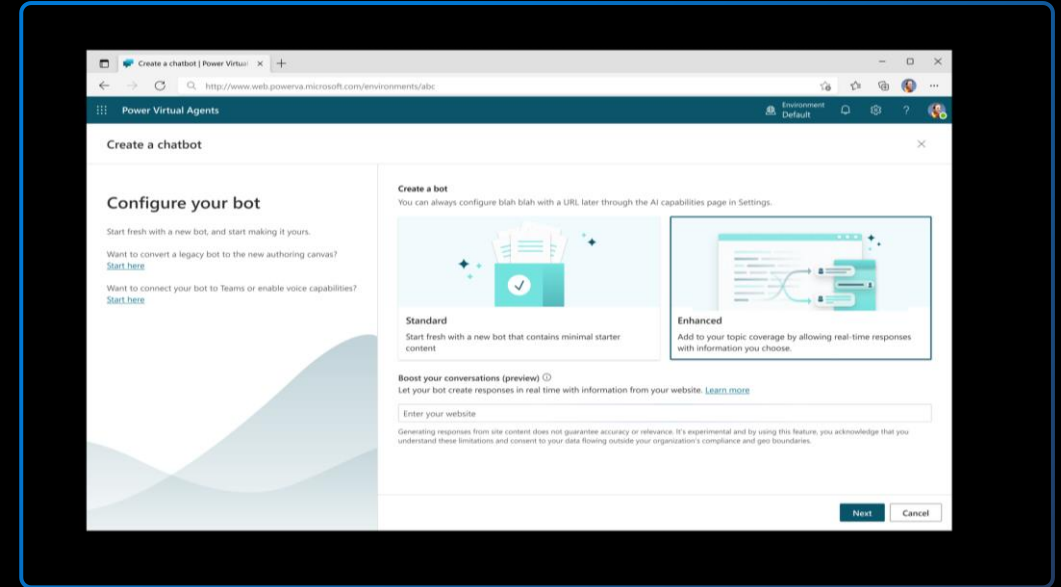 Create a chatbot | Power Virtual
http://www.web.powerva.microsoft.com/environments/abc
Power Virtual Agents
Environment
Default
Create a chatbot
Configure your bot
Start fresh with a new bot, and start making it yours.
Want to convert a legacy bot to the new authoring canvas?
Start here
Want to connect your bot to Teams or enable voice capabilities?
Start here
Create a bot
You can always configure blah blah with a URL later through the AI capabilities page in Settings.
Standard
Start fresh with a new bot that contains minimal starter
content
Enhanced
Add to your topic coverage by allowing real-time responses
with information you choose.
Boost your conversations (preview)
Let your bot create responses in real time with information from your website. Learn more
Enter your website
Generating responses from site content does not guarantee accuracy or relevance. It's experimental and by using this feature, you acknowledge that you
understand these limitations and consent to your data flowing outside your organization's compliance and geo boundaries.
Next
Cancel